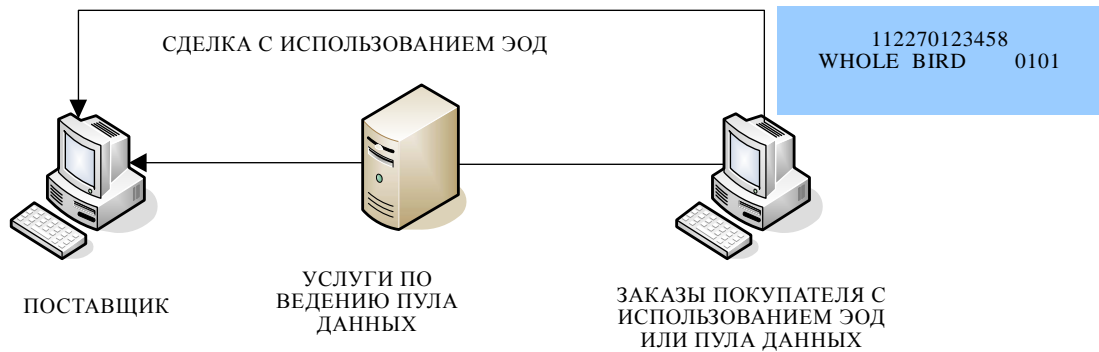 СДЕЛКА С ИСПОЛЬЗОВАНИЕМ ЭОД
112270123458
WHOLE BIRD 0101
ПОСТАВЩИК
УСЛУГИ ПО
ВЕДЕНИЮ ПУЛА
ДАННЫХ
ЗАКАЗЫ ПОКУПАТЕЛЯ С
ИСПОЛЬЗОВАНИЕМ ЭОД
ИЛИ ПУЛА ДАННЫХ